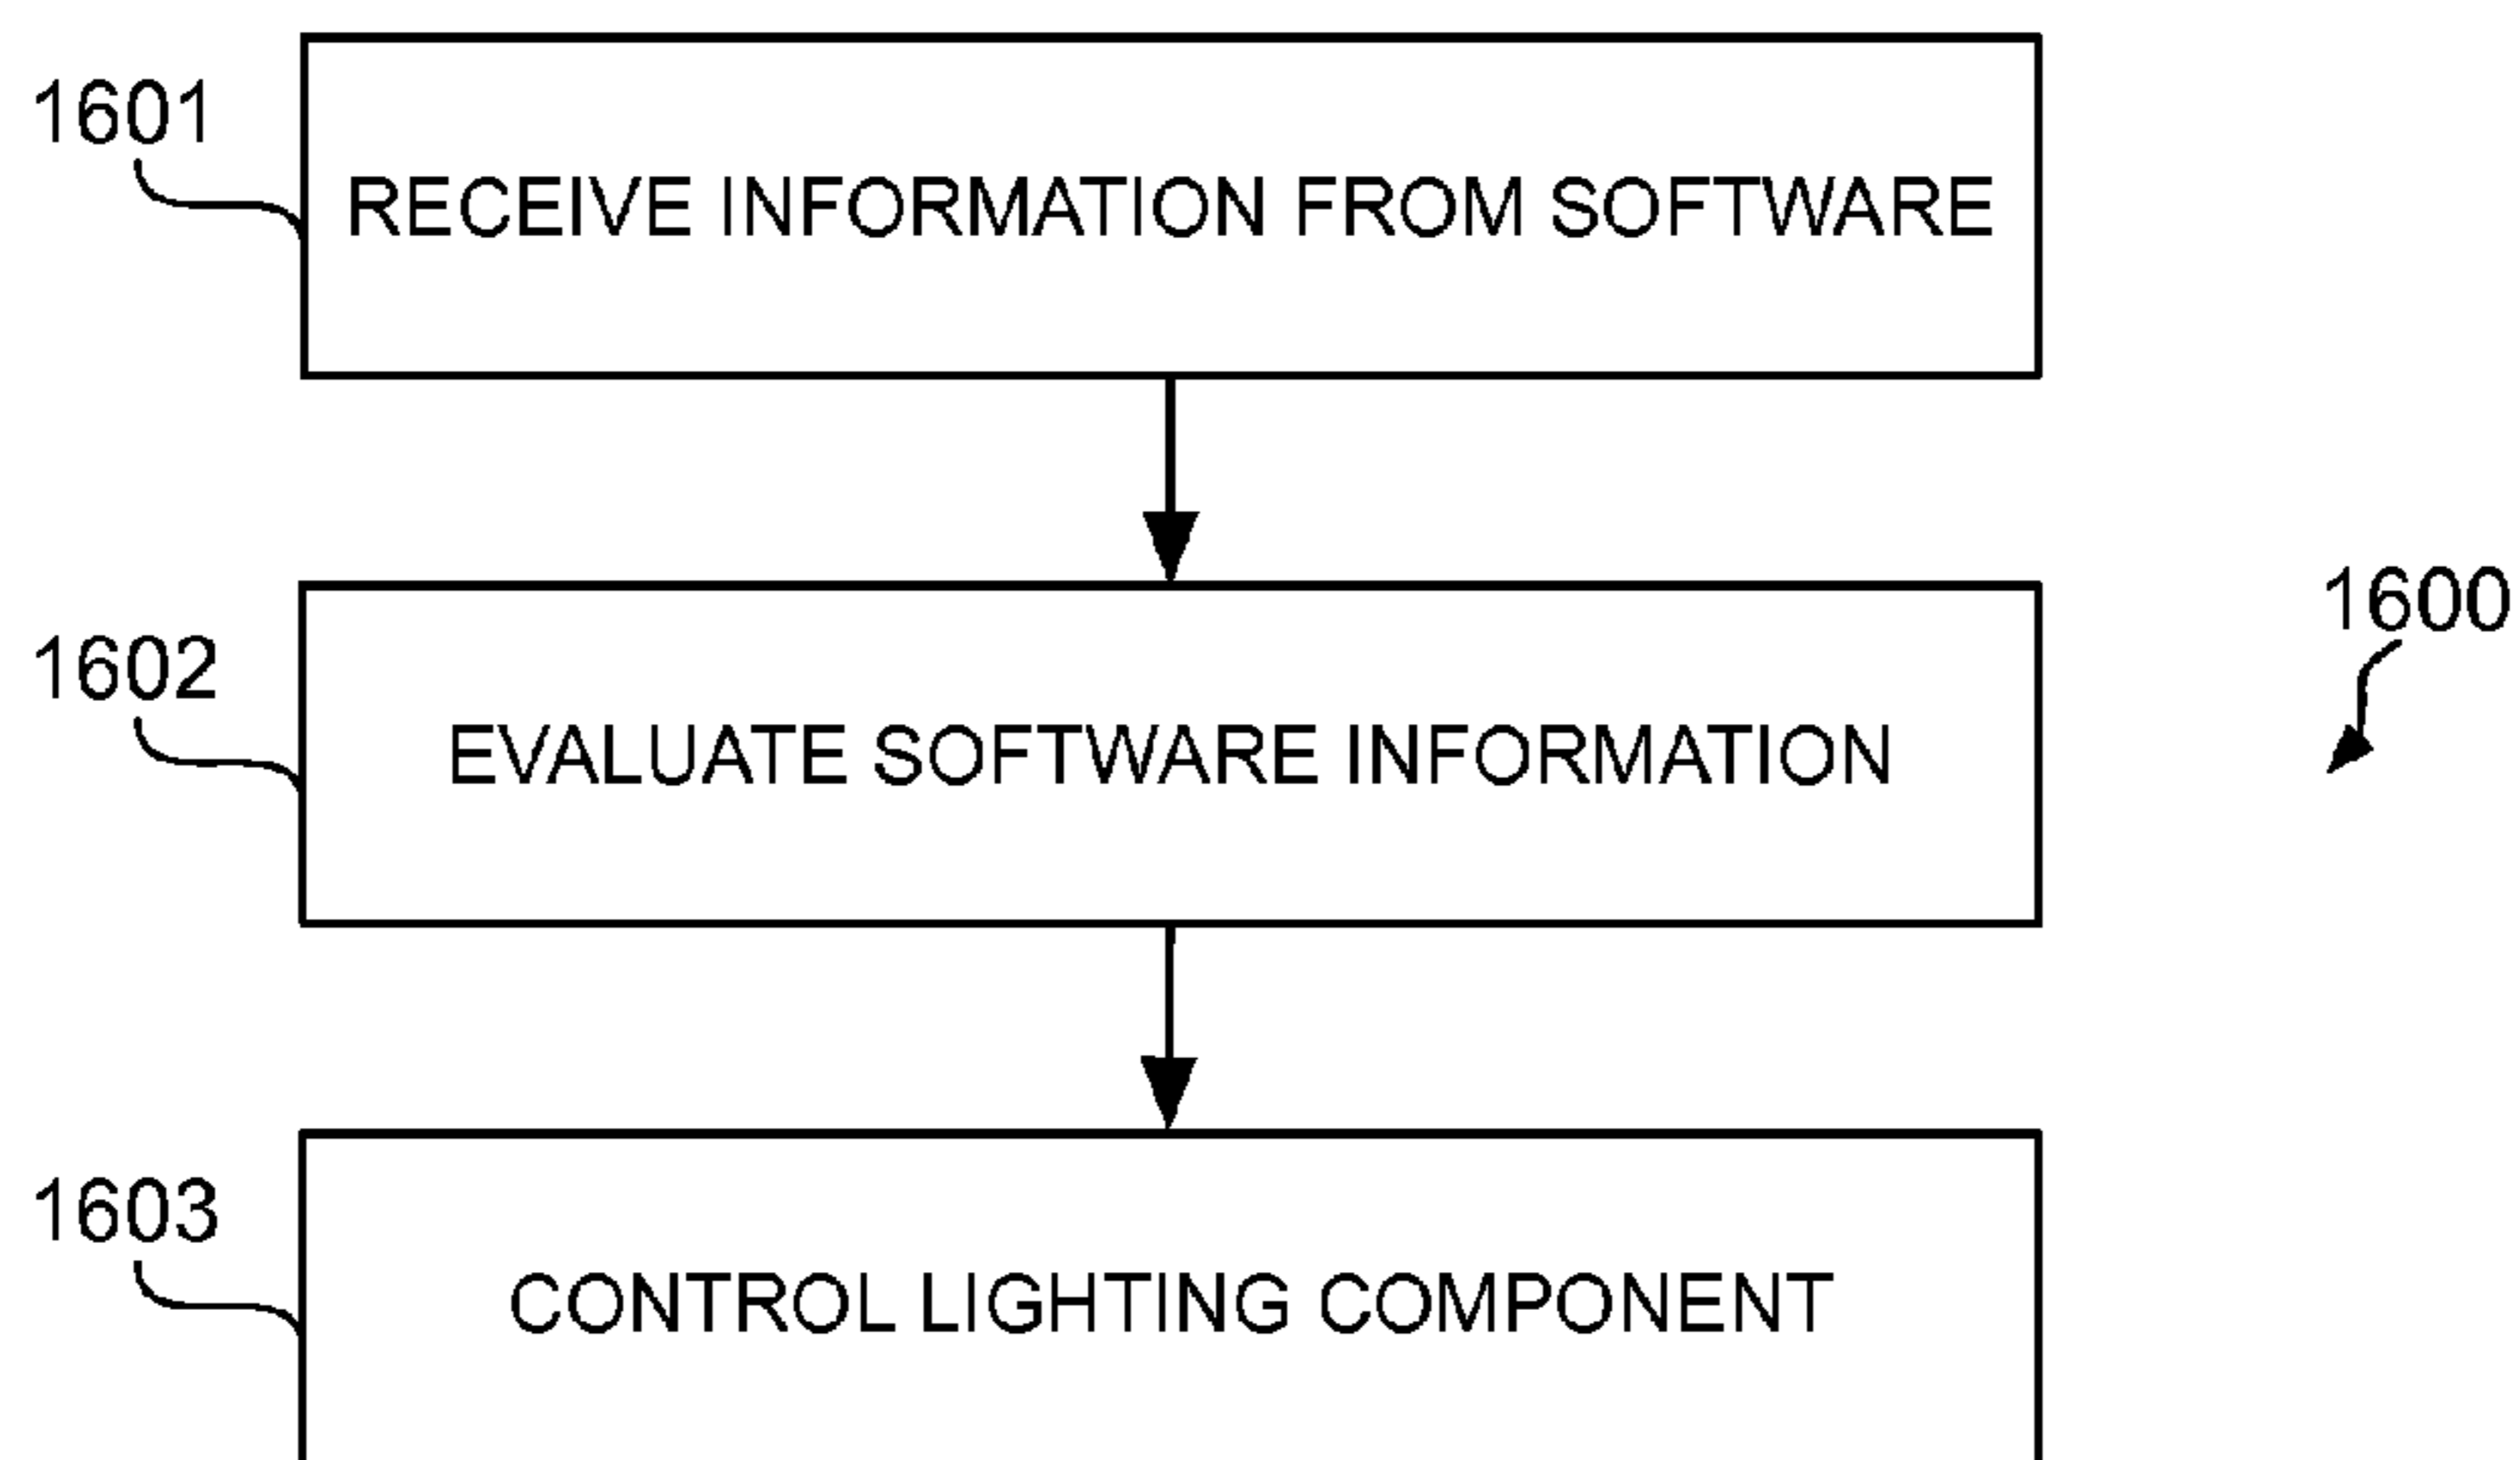 1601
RECEIVE INFORMATION FROM SOFTWARE
1600
1602
EVALUATE SOFTWARE INFORMATION
1603
CONTROL LIGHTING COMPONENT